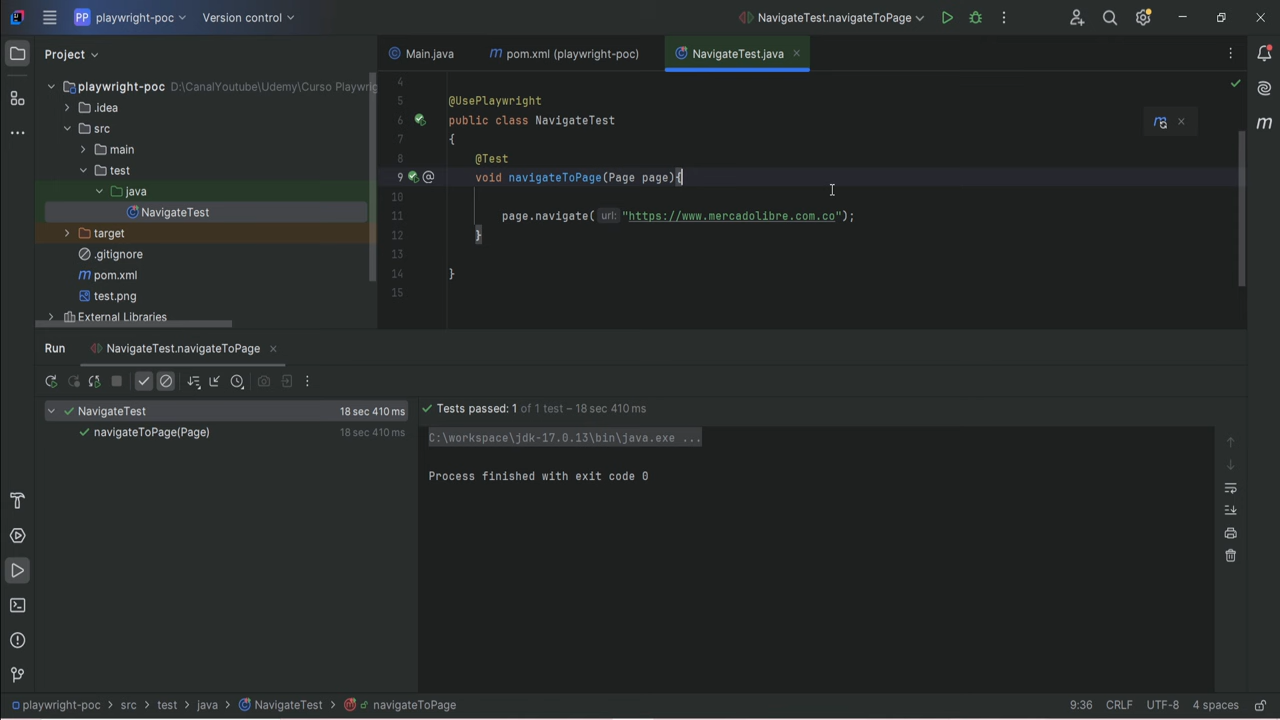 PP playwright-poc Version control NavigateTest.navigateToPage
Project
Main.java pom.xml (playwright-poc) NavigateTest.java
playwright-poc D:\CanalYoutube\Udemy\Curso Playwrig
.idea
src
main
test
java
NavigateTest
target
.gitignore
pom.xml
test.png
External Libraries
4
5 @UsePlaywright
6 public class NavigateTest
7 {
8 @Test
9 void navigateToPage(Page page){
10
11 page.navigate( url: "https://www.mercadolibre.com.co");
12 }
13
14 }
15
Run NavigateTest.navigateToPage
NavigateTest 18 sec 410 ms
navigateToPage(Page) 18 sec 410 ms
Tests passed: 1 of 1 test – 18 sec 410 ms
C:\workspace\jdk-17.0.13\bin\java.exe ...
Process finished with exit code 0
playwright-poc > src > test > java > NavigateTest > navigateToPage 9:36 CRLF UTF-8 4 spaces